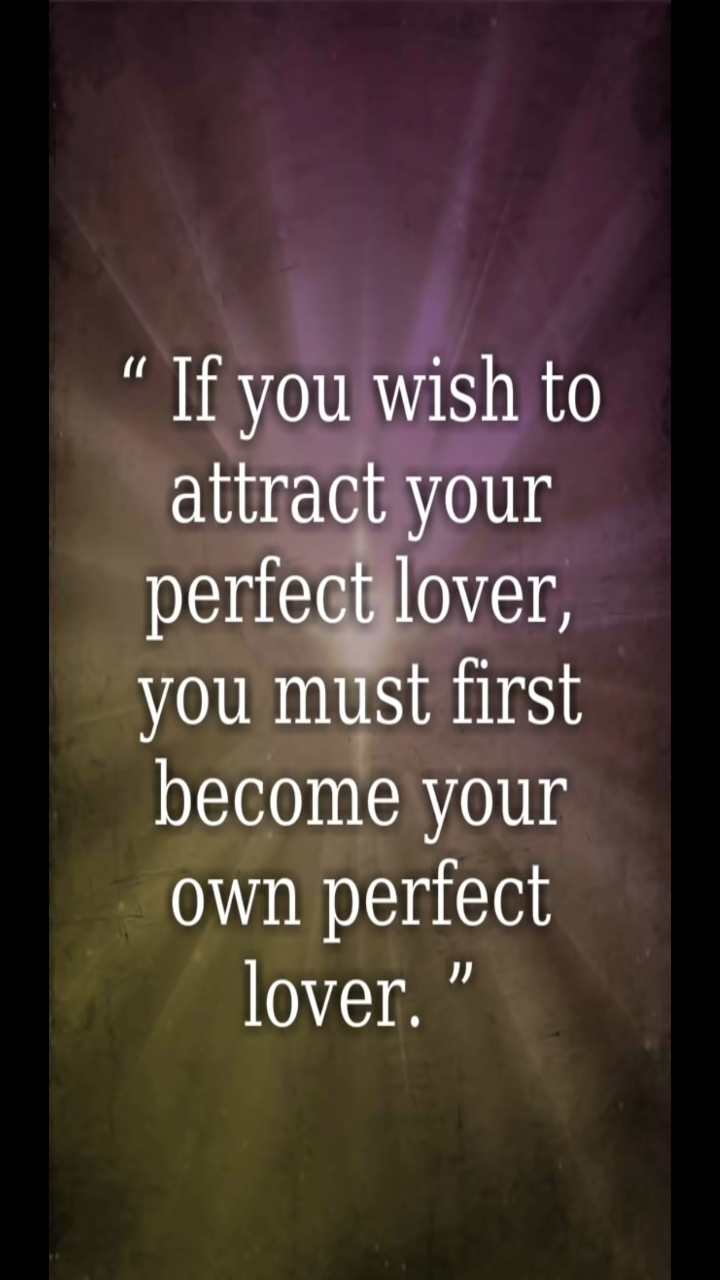 “ If you wish to
attract your
perfect lover,
you must first
become your
own perfect
lover. ”